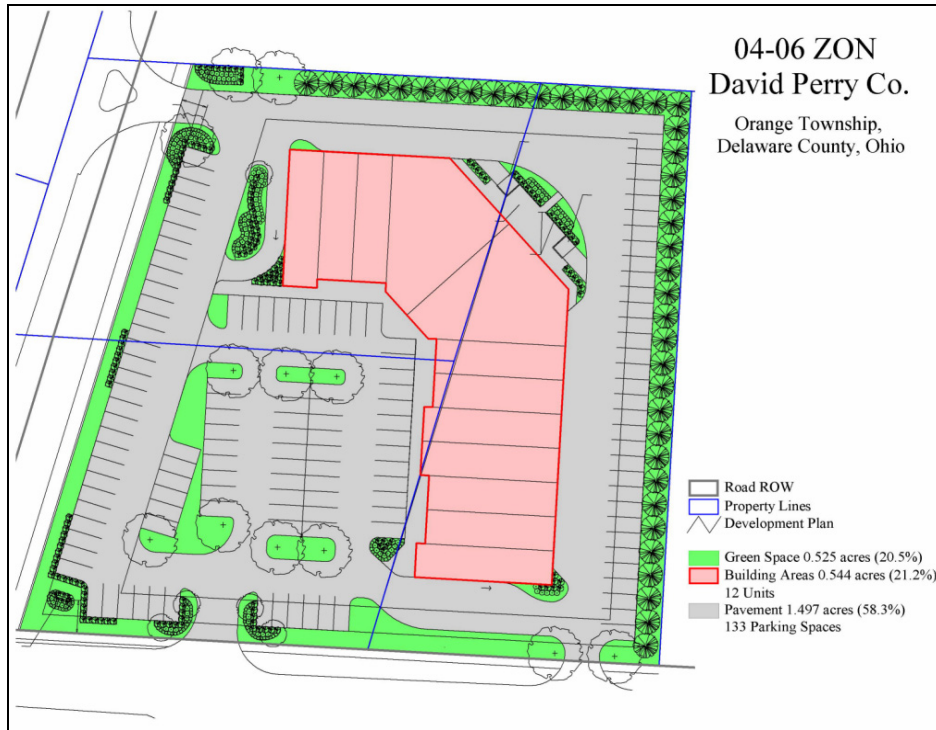 04-06 ZON
David Perry Co.
Orange Township,
Delaware County, Ohio
Road ROW
Property Lines
Development Plan
Green Space 0.525 acres (20.5%)
Building Areas 0.544 acres (21.2%)
12 Units
Pavement 1.497 acres (58.3%)
133 Parking Spaces